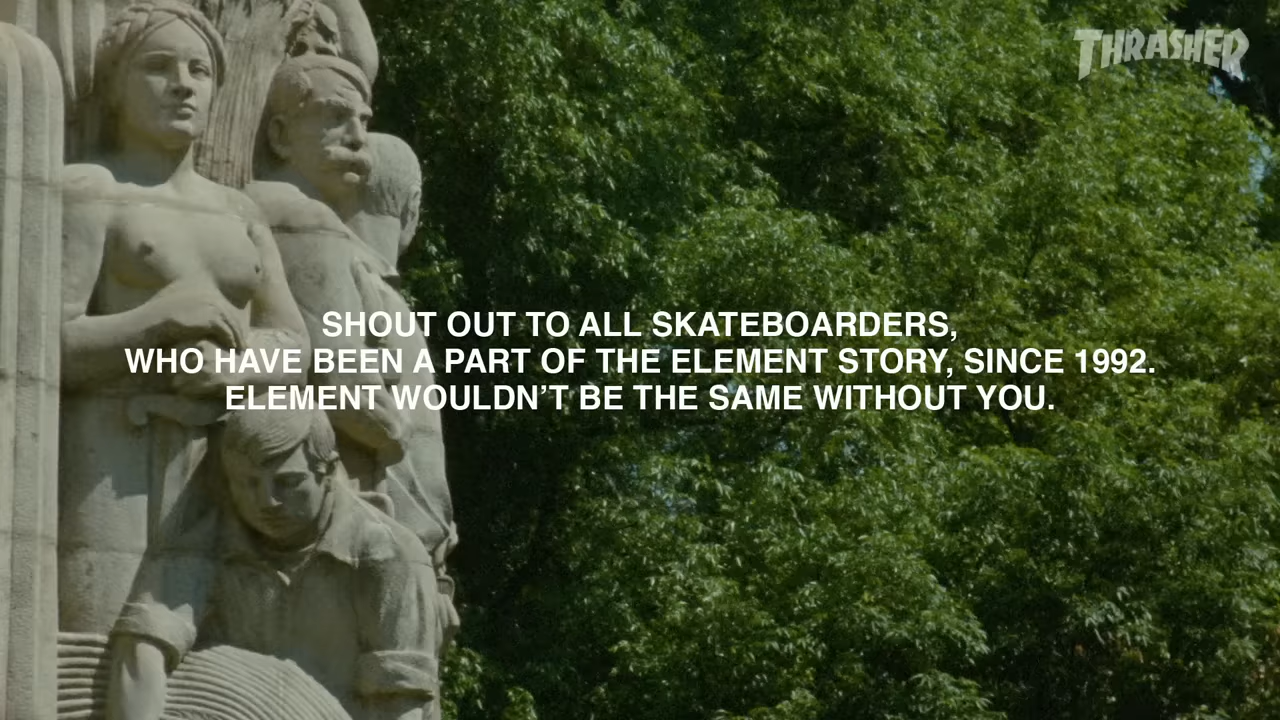 THRASHER
SHOUT OUT TO ALL SKATEBOARDERS,
WHO HAVE BEEN A PART OF THE ELEMENT STORY, SINCE 1992.
ELEMENT WOULDN'T BE THE SAME WITHOUT YOU.